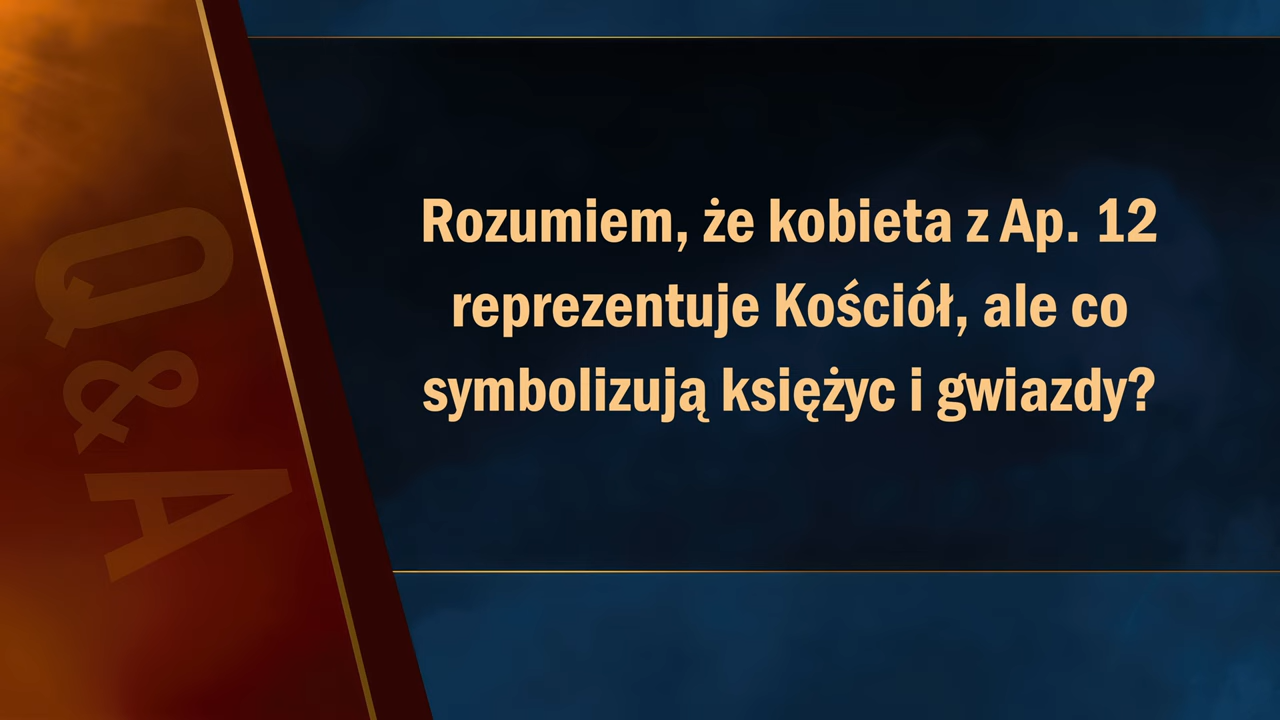 Q&A
Rozumiem, że kobieta z Ap. 12
reprezentuje Kościół, ale co
symbolizują księżyc i gwiazdy?